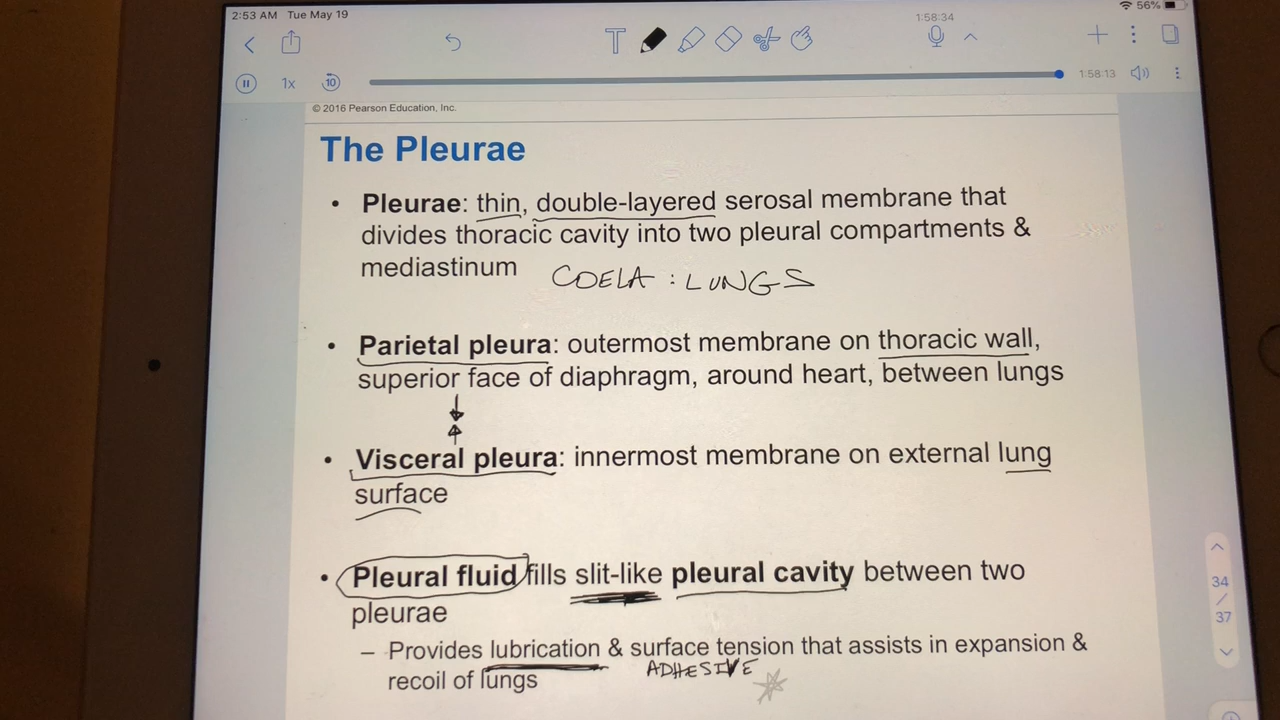 2:53 AM Tue May 19
56%
1:58:34
T
1x
10
1:58:13
© 2016 Pearson Education, Inc.
The Pleurae
• Pleurae: thin, double-layered serosal membrane that
divides thoracic cavity into two pleural compartments &
mediastinum
COELA : LUNGS
• Parietal pleura: outermost membrane on thoracic wall,
superior face of diaphragm, around heart, between lungs
• Visceral pleura: innermost membrane on external lung
surface
• Pleural fluid fills slit-like pleural cavity between two
pleurae
– Provides lubrication & surface tension that assists in expansion &
ADHESIVE
recoil of lungs
34
/
37